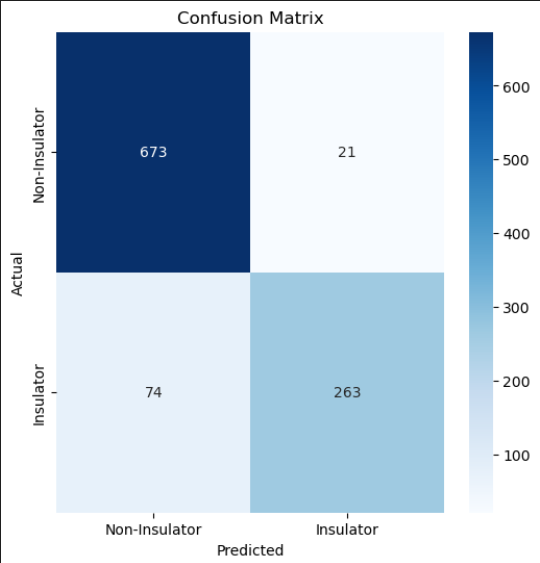 Confusion Matrix
Non-Insulator
673
21
600
500
400
300
200
100
Actual
Insulator
74
263
Non-Insulator
Insulator
Predicted